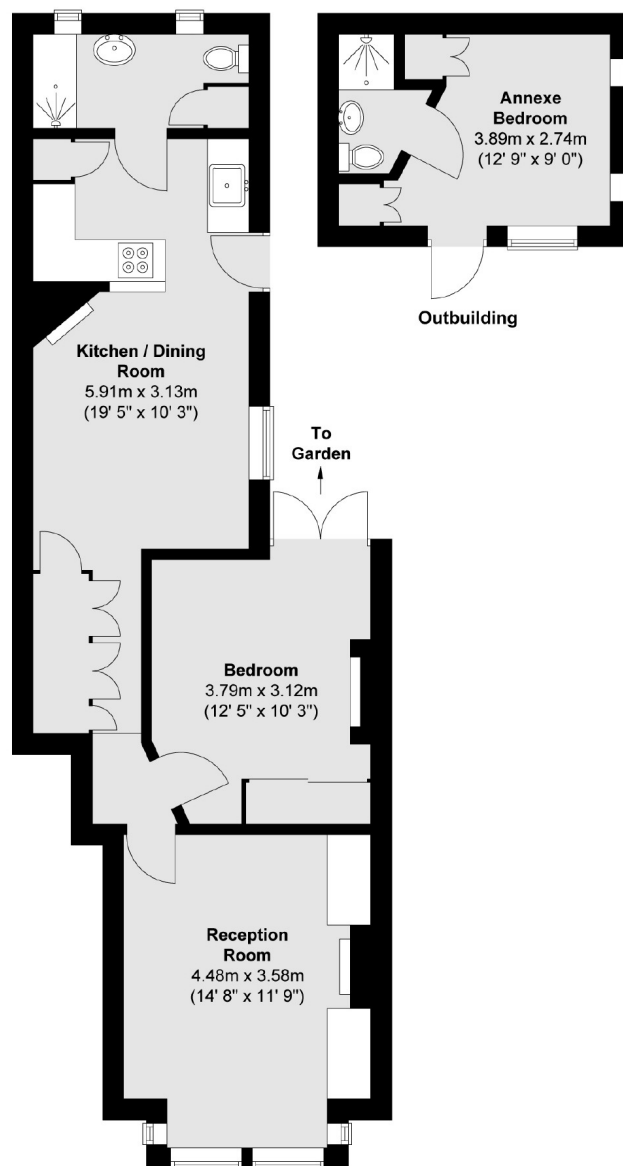 Annexe
Bedroom
3.89m x 2.74m
(12' 9" x 9' 0")
Outbuilding
Kitchen / Dining
Room
5.91m x 3.13m
(19' 5" x 10' 3")
To
Garden
Bedroom
3.79m x 3.12m
(12' 5" x 10' 3")
Reception
Room
4.48m x 3.58m
(14' 8" x 11' 9")